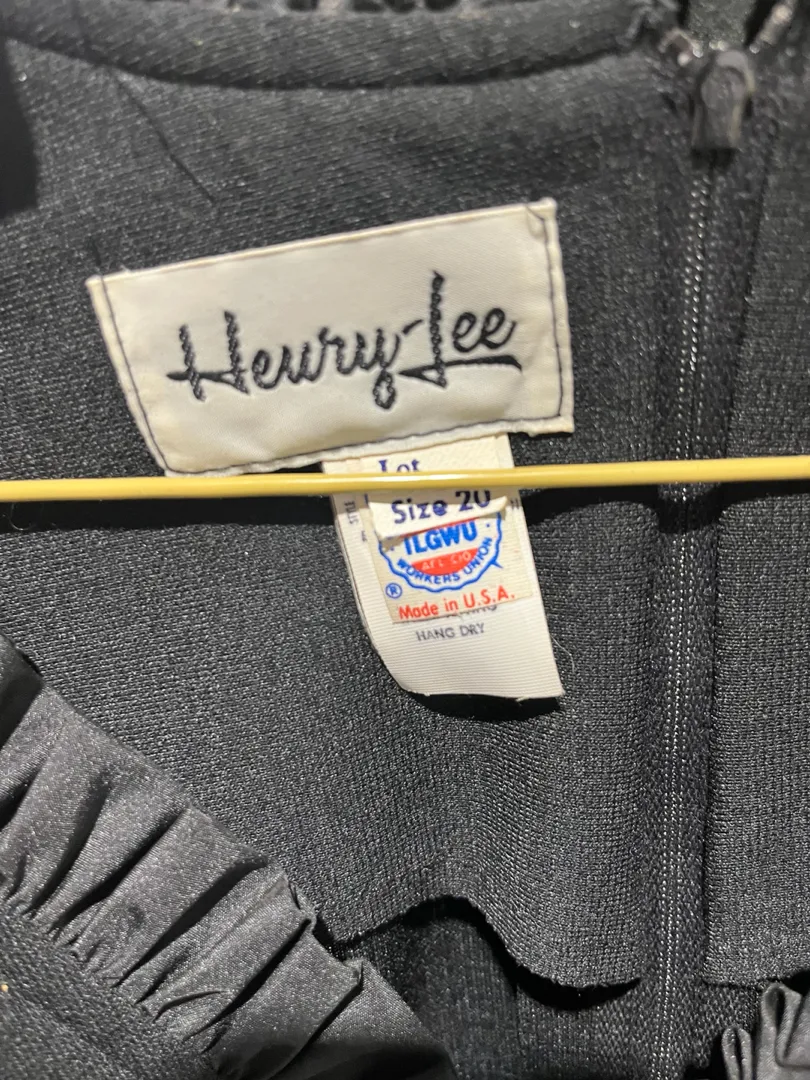 Henry-Lee
Lot
Size 20
ILGWU
AFL CIO
WORKERS UNION
®
Made in U.S.A.
HANG DRY